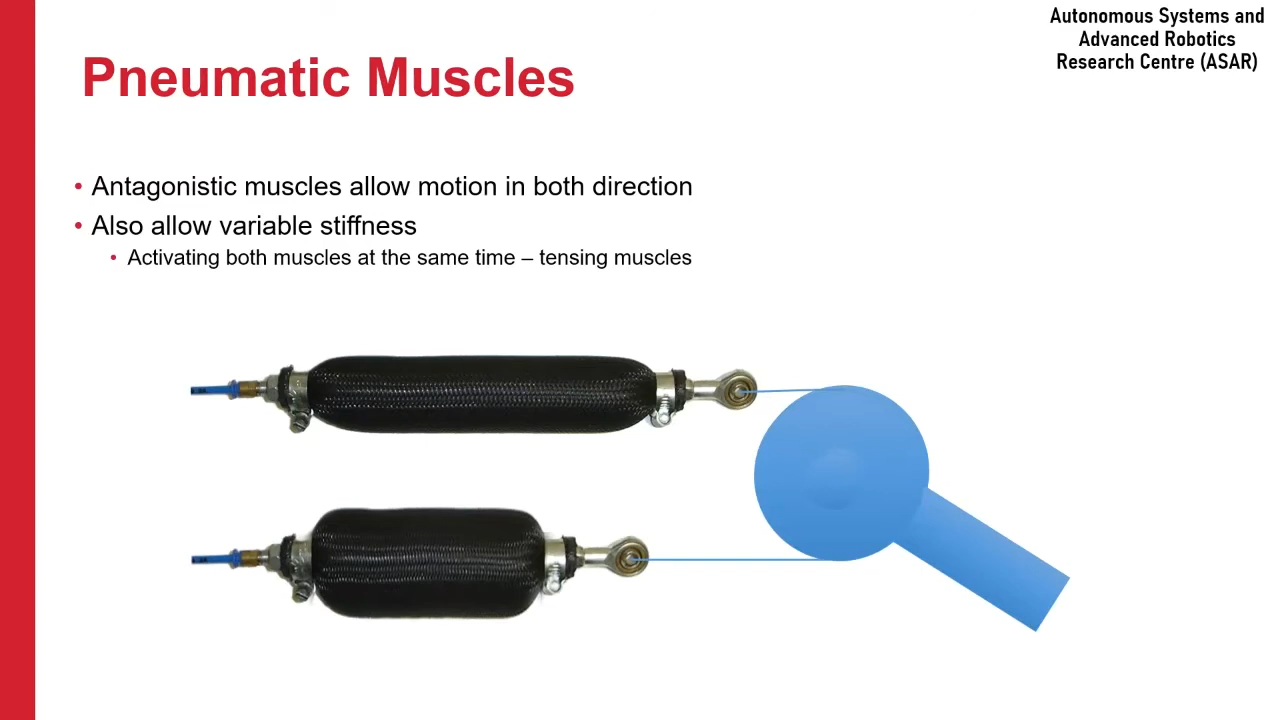 Autonomous Systems and
Advanced Robotics
Research Centre (ASAR)
Pneumatic Muscles
• Antagonistic muscles allow motion in both direction
• Also allow variable stiffness
• Activating both muscles at the same time – tensing muscles